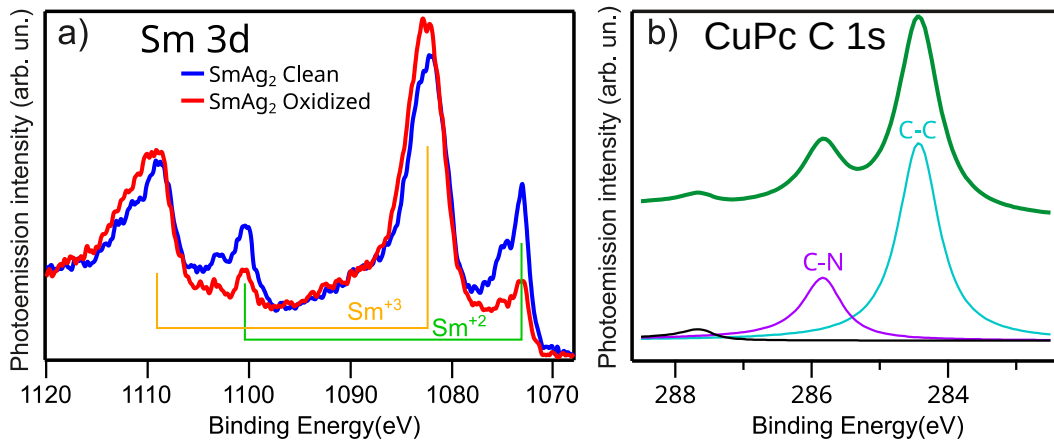 a)
Sm 3d
SmAg₂ Clean
SmAg₂ Oxidized
Sm⁺³
Sm⁺²
Photoemission intensity (arb. un.)
1120 1110 1100 1090 1080 1070
Binding Energy(eV)
b)
CuPc C 1s
C-C
C-N
Photoemission intensity (arb. un.)
288 286 284
Binding Energy(eV)